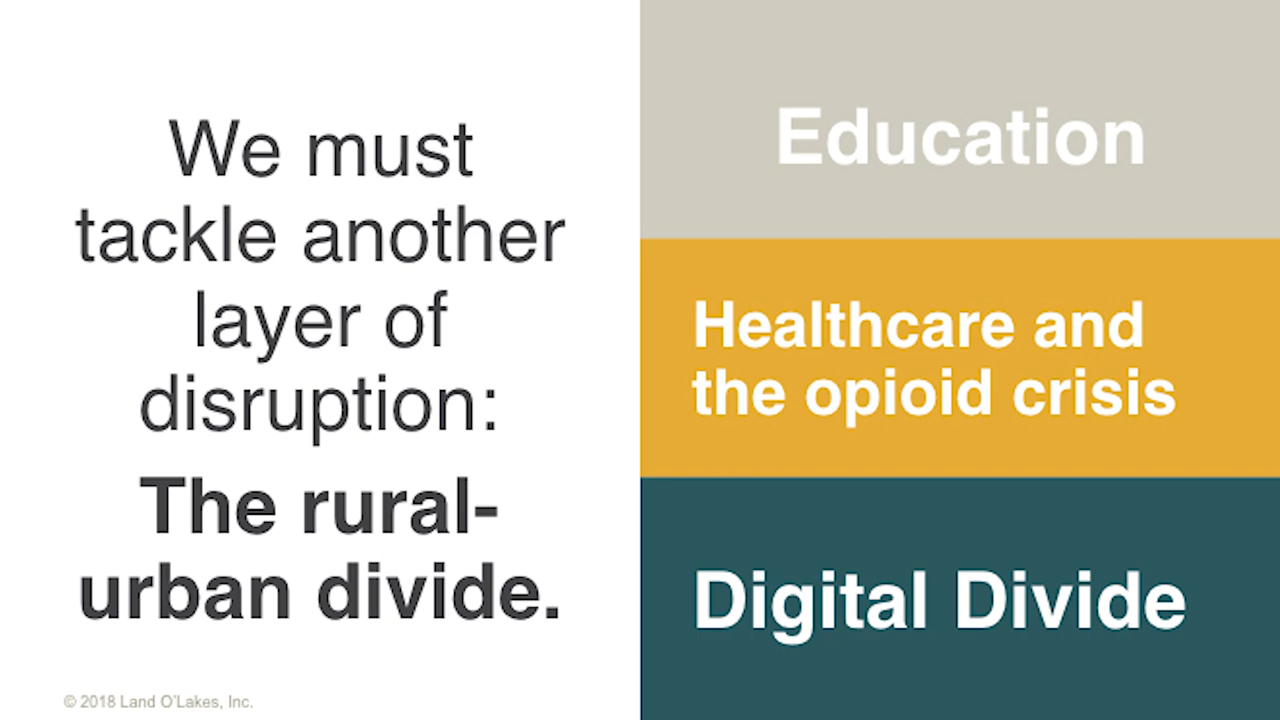 We must
tackle another
layer of
disruption:
The rural-
urban divide.
© 2018 Land O'Lakes, Inc.
Education
Healthcare and
the opioid crisis
Digital Divide